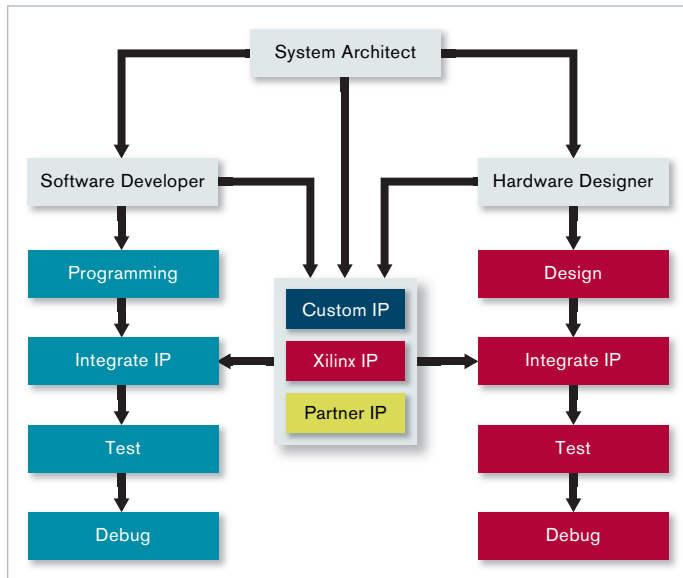 System Architect
Software Developer
Hardware Designer
Programming
Design
Custom IP
Integrate IP
Xilinx IP
Integrate IP
Partner IP
Test
Test
Debug
Debug